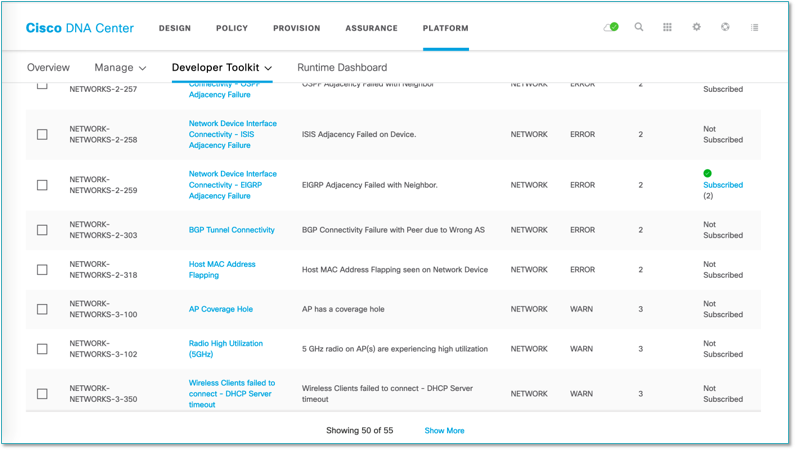 Cisco DNA Center DESIGN POLICY PROVISION ASSURANCE PLATFORM
Overview Manage Developer Toolkit Runtime Dashboard
Connectivity - OSPF OSPF Adjacency Failed with Neighbor NETWORK ERROR 2
NETWORKS-2-257 Adjacency Failure Subscribed
NETWORK-
NETWORKS-2-258
Network Device Interface
Connectivity - ISIS
Adjacency Failure
ISIS Adjacency Failed on Device.
NETWORK
ERROR
2
Not
Subscribed
NETWORK-
NETWORKS-2-259
Network Device Interface
Connectivity - EIGRP
Adjacency Failure
EIGRP Adjacency Failed with Neighbor.
NETWORK
ERROR
2
Subscribed
(2)
NETWORK-
NETWORKS-2-303
BGP Tunnel Connectivity
BGP Connectivity Failure with Peer due to Wrong AS
NETWORK
ERROR
2
Not
Subscribed
NETWORK-
NETWORKS-2-318
Host MAC Address
Flapping
Host MAC Address Flapping seen on Network Device
NETWORK
ERROR
2
Not
Subscribed
NETWORK-
NETWORKS-3-100
AP Coverage Hole
AP has a coverage hole
NETWORK
WARN
3
Not
Subscribed
NETWORK-
NETWORKS-3-102
Radio High Utilization
(5GHz)
5 GHz radio on AP(s) are experiencing high utilization
NETWORK
WARN
3
Not
Subscribed
NETWORK-
NETWORKS-3-350
Wireless Clients failed to
connect - DHCP Server
timeout
Wireless Clients failed to connect - DHCP Server
timeout
NETWORK
WARN
3
Not
Subscribed
Showing 50 of 55 Show More